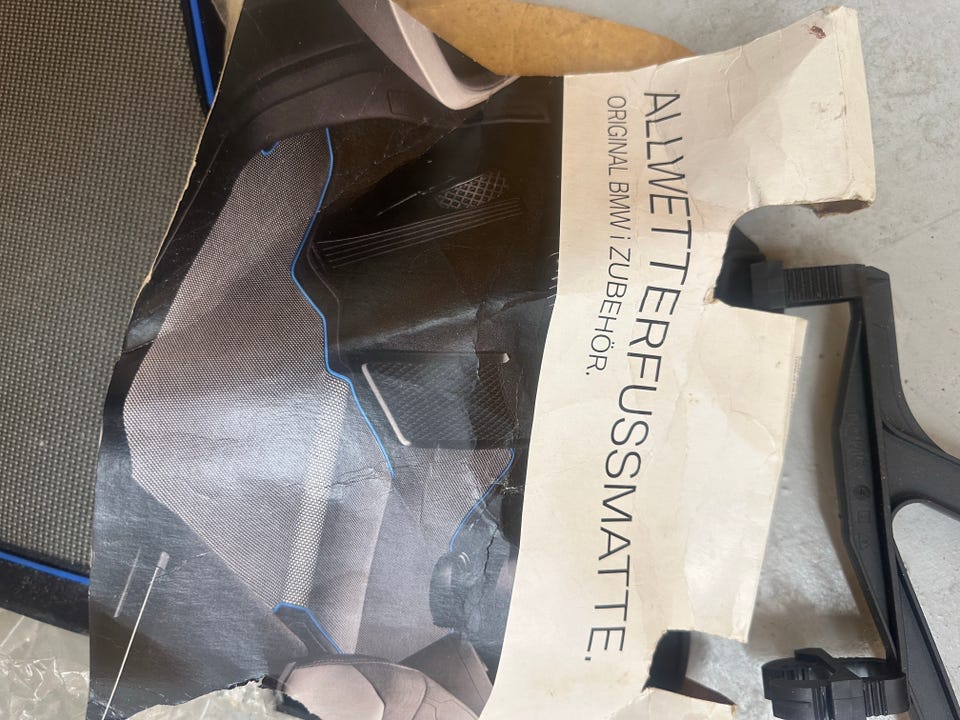 ALLWETTERFUSSMATTE.
ORIGINAL BMW i ZUBEHÖR.